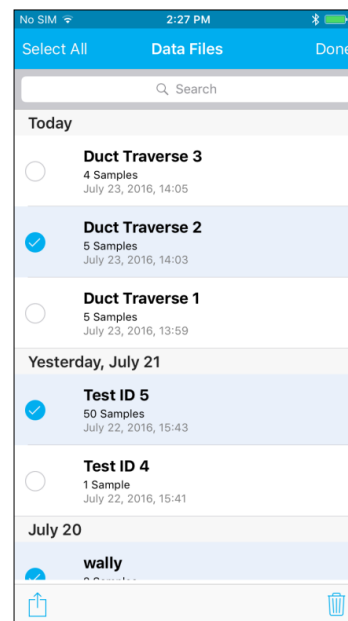 No SIM 2:27 PM
Select All Data Files Done
Search
Today
Duct Traverse 3
4 Samples
July 23, 2016, 14:05
Duct Traverse 2
5 Samples
July 23, 2016, 14:03
Duct Traverse 1
5 Samples
July 23, 2016, 13:59
Yesterday, July 21
Test ID 5
50 Samples
July 22, 2016, 15:43
Test ID 4
1 Sample
July 22, 2016, 15:41
July 20
wally
Samples